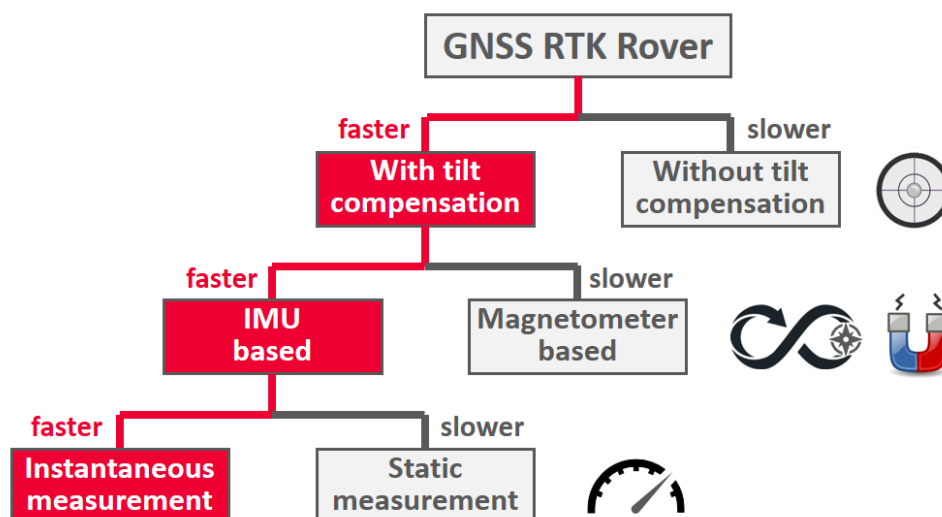 GNSS RTK Rover
faster
slower
With tilt
compensation
Without tilt
compensation
faster
slower
IMU
based
Magnetometer
based
faster
slower
Instantaneous
measurement
Static
measurement